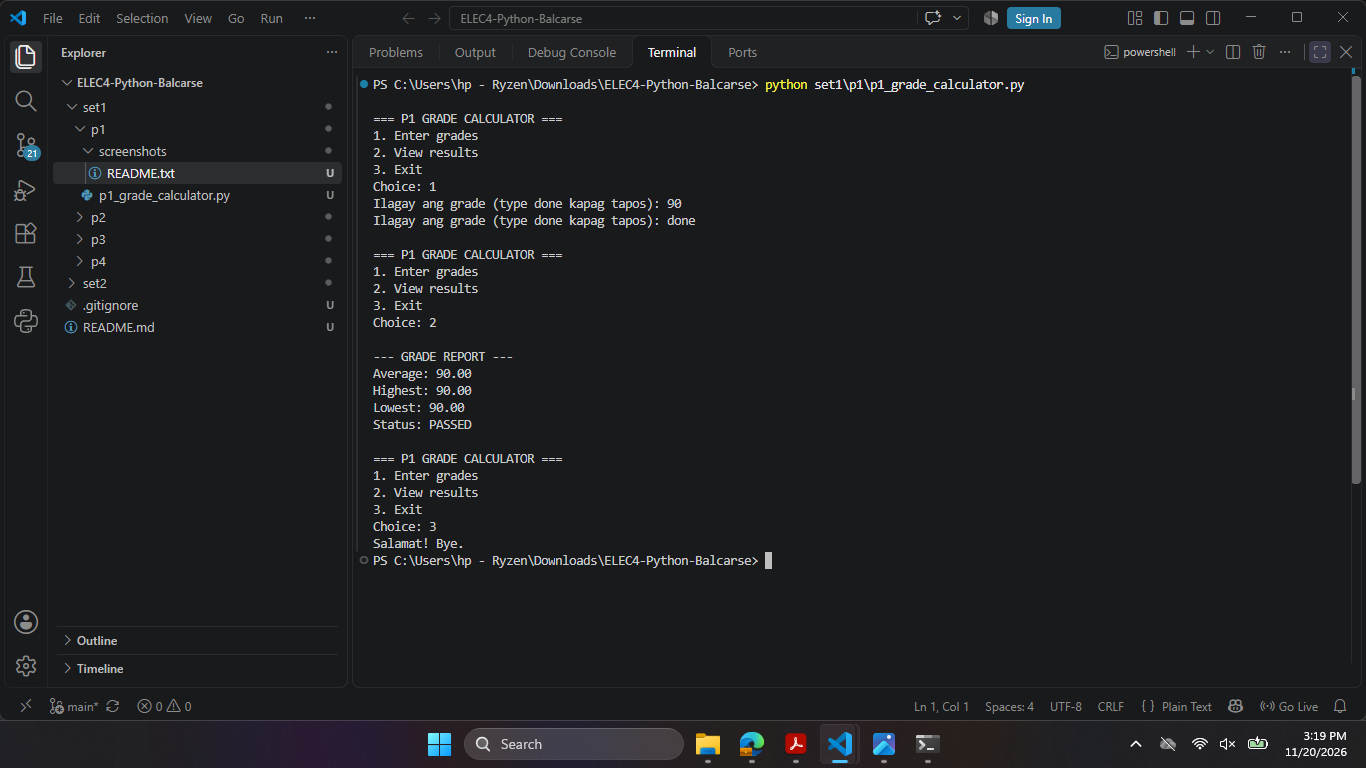 File Edit Selection View Go Run ···
ELEC4-Python-Balcarse
Sign In
Explorer
ELEC4-Python-Balcarse
set1
p1
screenshots
README.txt U
p1_grade_calculator.py U
p2
p3
p4
set2
.gitignore U
README.md U
21
Outline
Timeline
Problems Output Debug Console Terminal Ports
powershell
PS C:\Users\hp - Ryzen\Downloads\ELEC4-Python-Balcarse> python set1\p1\p1_grade_calculator.py
=== P1 GRADE CALCULATOR ===
1. Enter grades
2. View results
3. Exit
Choice: 1
Ilagay ang grade (type done kapag tapos): 90
Ilagay ang grade (type done kapag tapos): done
=== P1 GRADE CALCULATOR ===
1. Enter grades
2. View results
3. Exit
Choice: 2
--- GRADE REPORT ---
Average: 90.00
Highest: 90.00
Lowest: 90.00
Status: PASSED
=== P1 GRADE CALCULATOR ===
1. Enter grades
2. View results
3. Exit
Choice: 3
Salamat! Bye.
PS C:\Users\hp - Ryzen\Downloads\ELEC4-Python-Balcarse>
main* 0 0
Ln 1, Col 1 Spaces: 4 UTF-8 CRLF { } Plain Text Go Live
Search
3:19 PM
11/20/2026